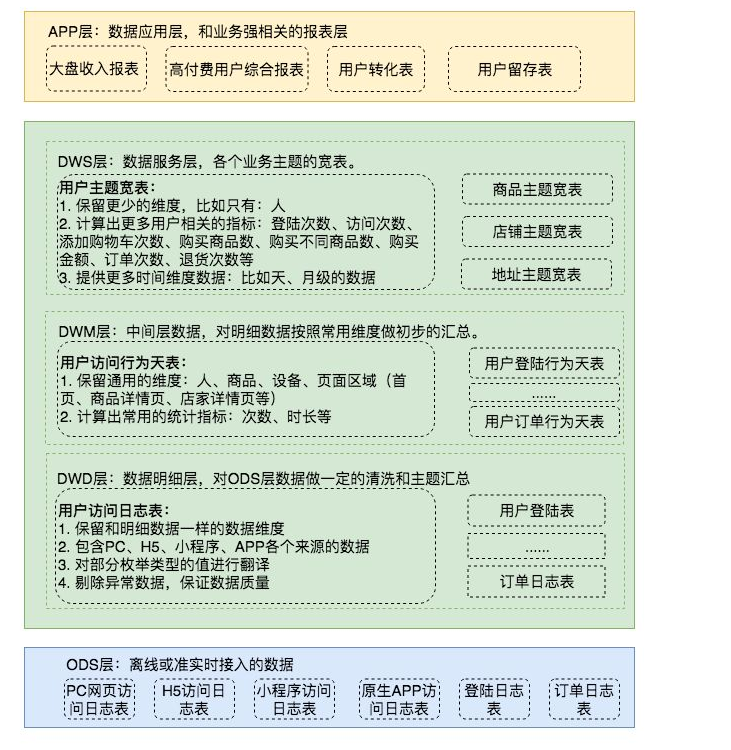 APP层：数据应用层，和业务强相关的报表层
大盘收入报表
高付费用户综合报表
用户转化表
用户留存表
DWS层：数据服务层，各个业务主题的宽表。
用户主题宽表：
1. 保留更少的维度，比如只有：人
2. 计算出更多用户相关的指标：登陆次数、访问次数、
添加购物车次数、购买商品数、购买不同商品数、购买
金额、订单次数、退货次数等
3. 提供更多时间维度数据：比如天、月级的数据
商品主题宽表
店铺主题宽表
地址主题宽表
DWM层：中间层数据，对明细数据按照常用维度做初步的汇总。
用户访问行为天表：
1. 保留通用的维度：人、商品、设备、页面区域（首
页、商品详情页、店家详情页等）
2. 计算出常用的统计指标：次数、时长等
用户登陆行为天表
......
用户订单行为天表
DWD层：数据明细层，对ODS层数据做一定的清洗和主题汇总
用户访问日志表：
1. 保留和明细数据一样的数据维度
2. 包含PC、H5、小程序、APP各个来源的数据
3. 对部分枚举类型的值进行翻译
4. 剔除异常数据，保证数据质量
用户登陆表
......
订单日志表
ODS层：离线或准实时接入的数据
PC网页访
问日志表
H5访问日
志表
小程序访问
日志表
原生APP访
问日志表
登陆日志
表
订单日志
表